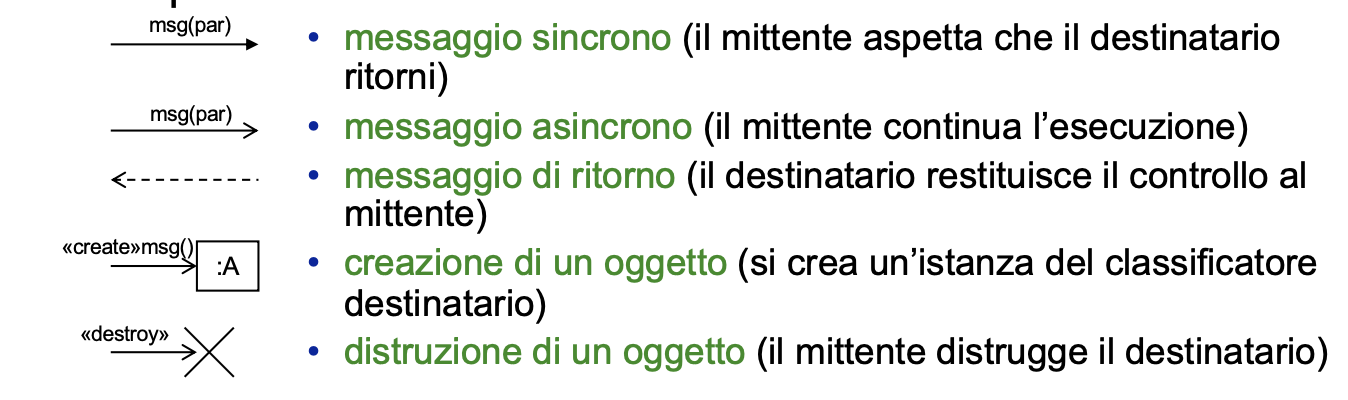 msg(par)
• messaggio sincrono (il mittente aspetta che il destinatario
ritorni)
msg(par)
• messaggio asincrono (il mittente continua l’esecuzione)
• messaggio di ritorno (il destinatario restituisce il controllo al
mittente)
«create»msg()
:A
• creazione di un oggetto (si crea un’istanza del classificatore
destinatario)
«destroy»
• distruzione di un oggetto (il mittente distrugge il destinatario)